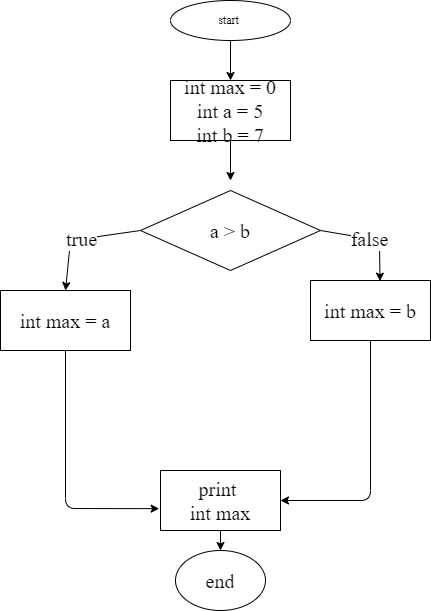 start
int max = 0
int a = 5
int b = 7
a > b
true
false
int max = a
int max = b
print
int max
end